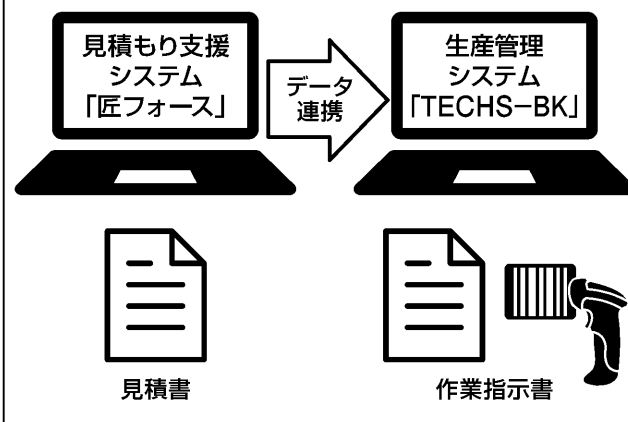 見積もり支援
システム
「匠フォース」
データ
連携
生産管理
システム
「TECHS−BK」
見積書
作業指示書